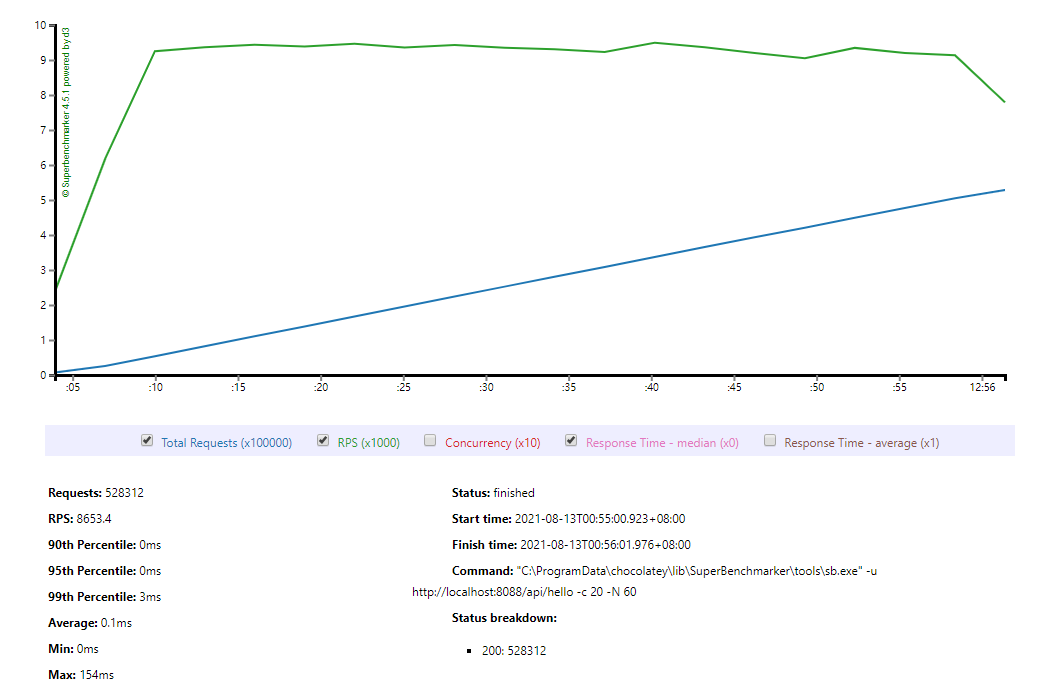 10
9
8
7
6
5
4
3
2
1
0
© Superbenchmarker 4.5.1 powered by d3
:05 :10 :15 :20 :25 :30 :35 :40 :45 :50 :55 12:56
Total Requests (x100000) RPS (x1000) Concurrency (x10) Response Time - median (x0) Response Time - average (x1)
Requests: 528312
RPS: 8653.4
90th Percentile: 0ms
95th Percentile: 0ms
99th Percentile: 3ms
Average: 0.1ms
Min: 0ms
Max: 154ms
Status: finished
Start time: 2021-08-13T00:55:00.923+08:00
Finish time: 2021-08-13T00:56:01.976+08:00
Command: "C:\ProgramData\chocolatey\lib\SuperBenchmarker\tools\sb.exe" -u
http://localhost:8088/api/hello -c 20 -N 60
Status breakdown:
200: 528312